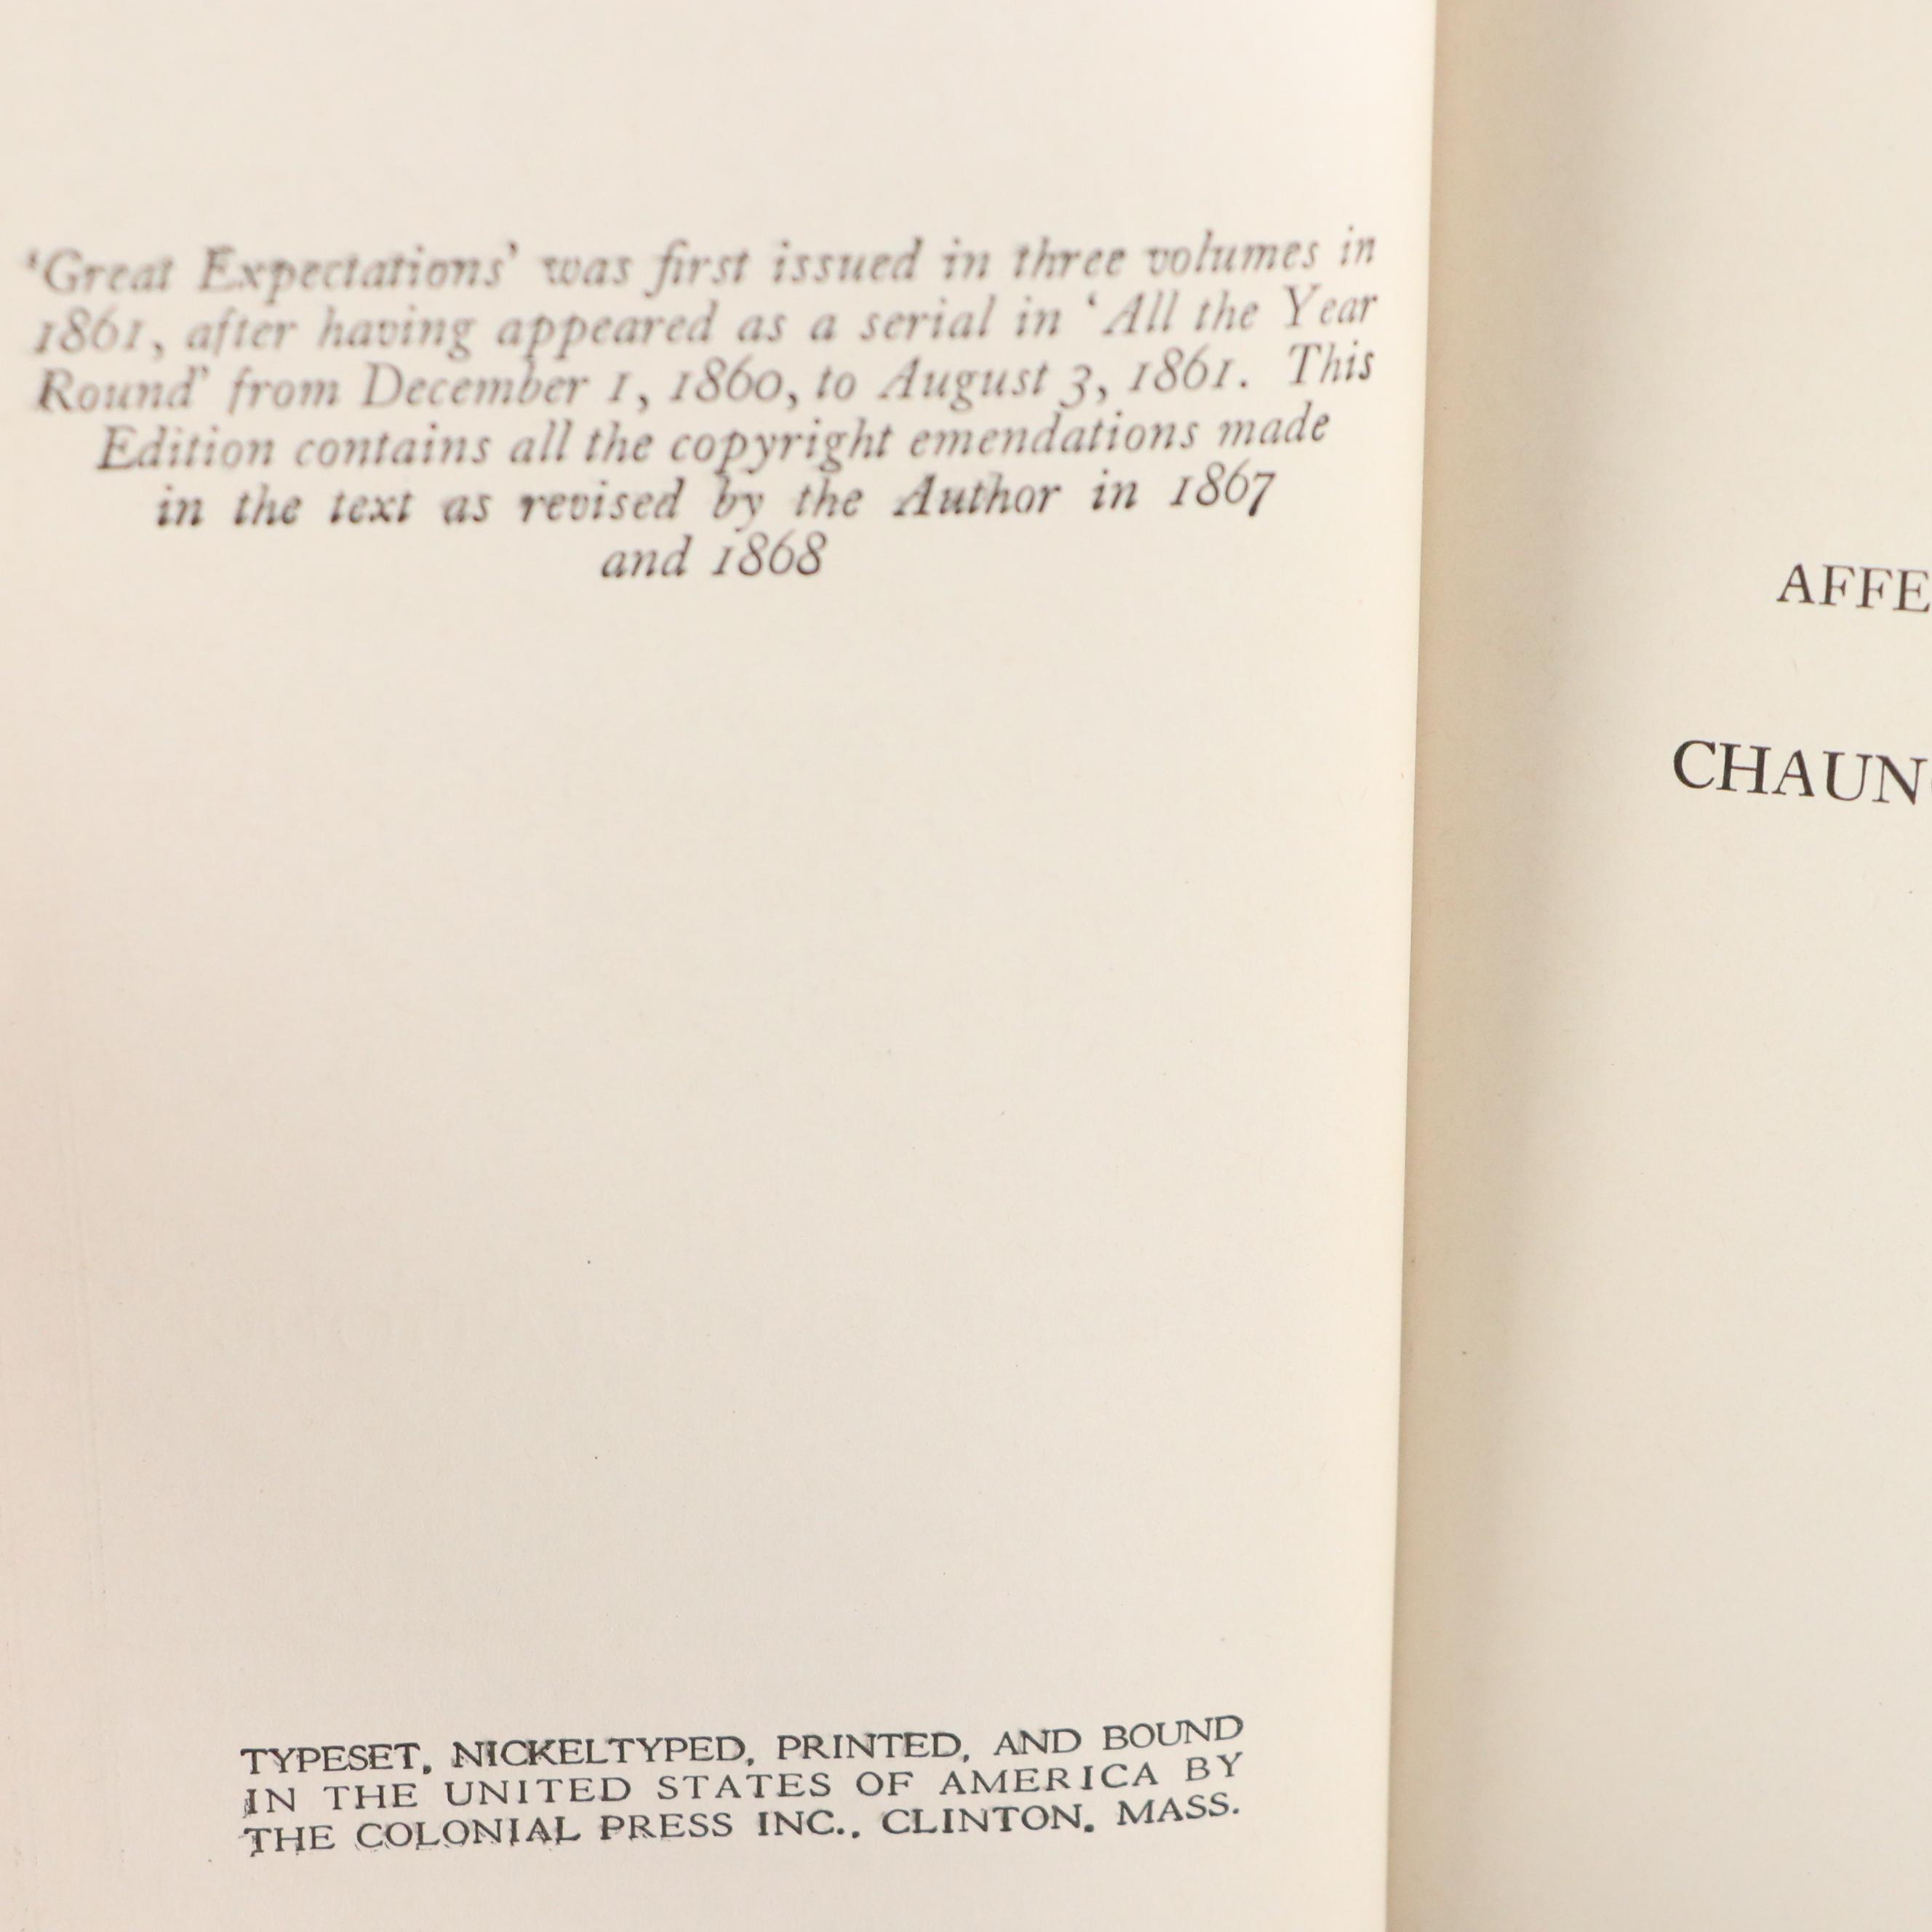 'Great Expectations' was first issued in three volumes in
1861, after having appeared as a serial in 'All the Year
Round' from December 1, 1860, to August 3, 1861. This
Edition contains all the copyright emendations made
in the text as revised by the Author in 1867
and 1868
TYPESET, NICKELTYPED, PRINTED, AND BOUND
IN THE UNITED STATES OF AMERICA BY
THE COLONIAL PRESS INC., CLINTON, MASS.
AFFE
CHAUN